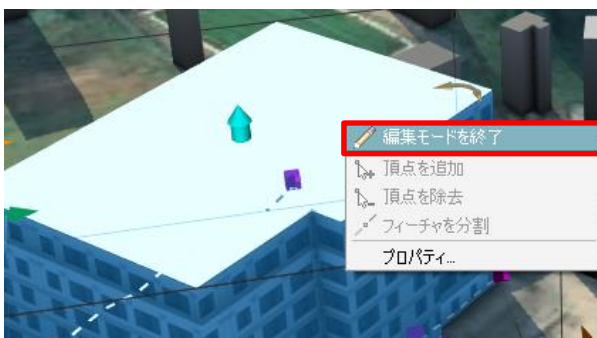 編集モードを終了
頂点を追加
頂点を除去
フィーチャを分割
プロパティ...